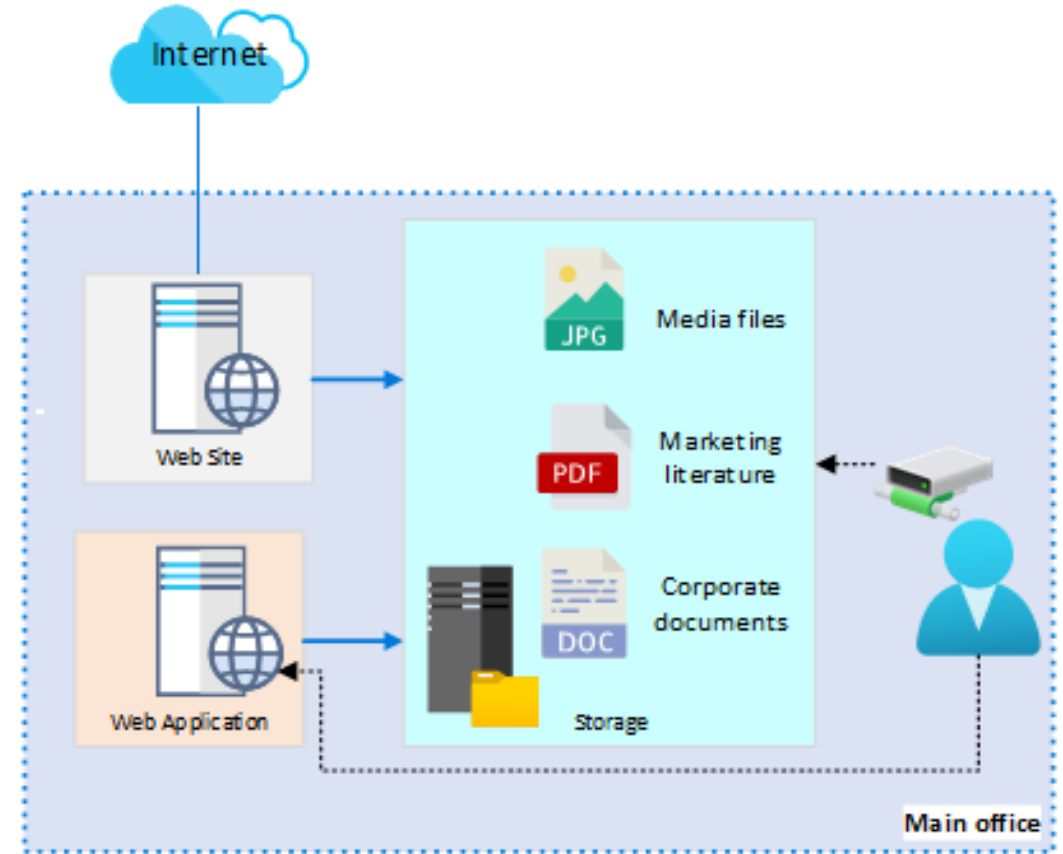 Internet
JPG
Media files
Web Site
PDF
Marketing
literature
DOC
Corporate
documents
Web Application
Storage
Main office